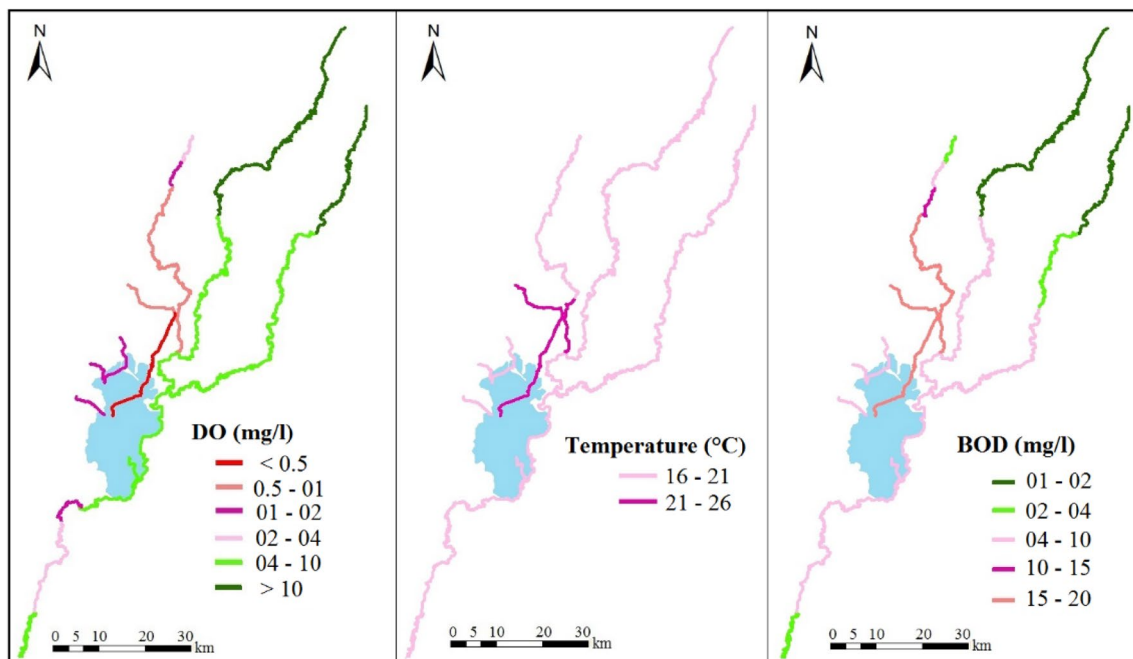 N
DO (mg/l)
< 0.5
0.5 - 01
01 - 02
02 - 04
04 - 10
> 10
0 5 10 20 30
km
N
Temperature (°C)
16 - 21
21 - 26
0 5 10 20 30
km
N
BOD (mg/l)
01 - 02
02 - 04
04 - 10
10 - 15
15 - 20
0 5 10 20 30
km